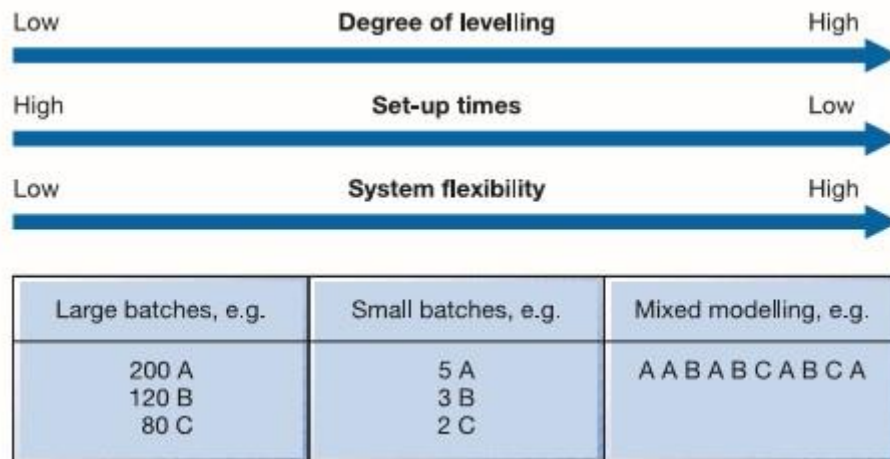 Low Degree of levelling High
High Set-up times Low
Low System flexibility High
Large batches, e.g. Small batches, e.g. Mixed modelling, e.g.
200 A 5 A A A B A B C A B C A
120 B 3 B
80 C 2 C